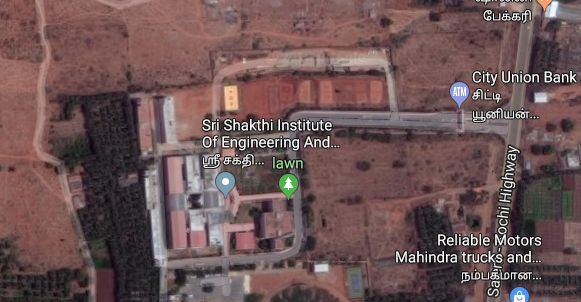 பேக்கரி
City Union Bank
சிட்டி
யூனியன்...
ATM
Sri Shakthi Institute
Of Engineering And...
ஸ்ரீ சக்தி...
lawn
Kochi Highway
Reliable Motors
Mahindra trucks and...
நம்பகமான...